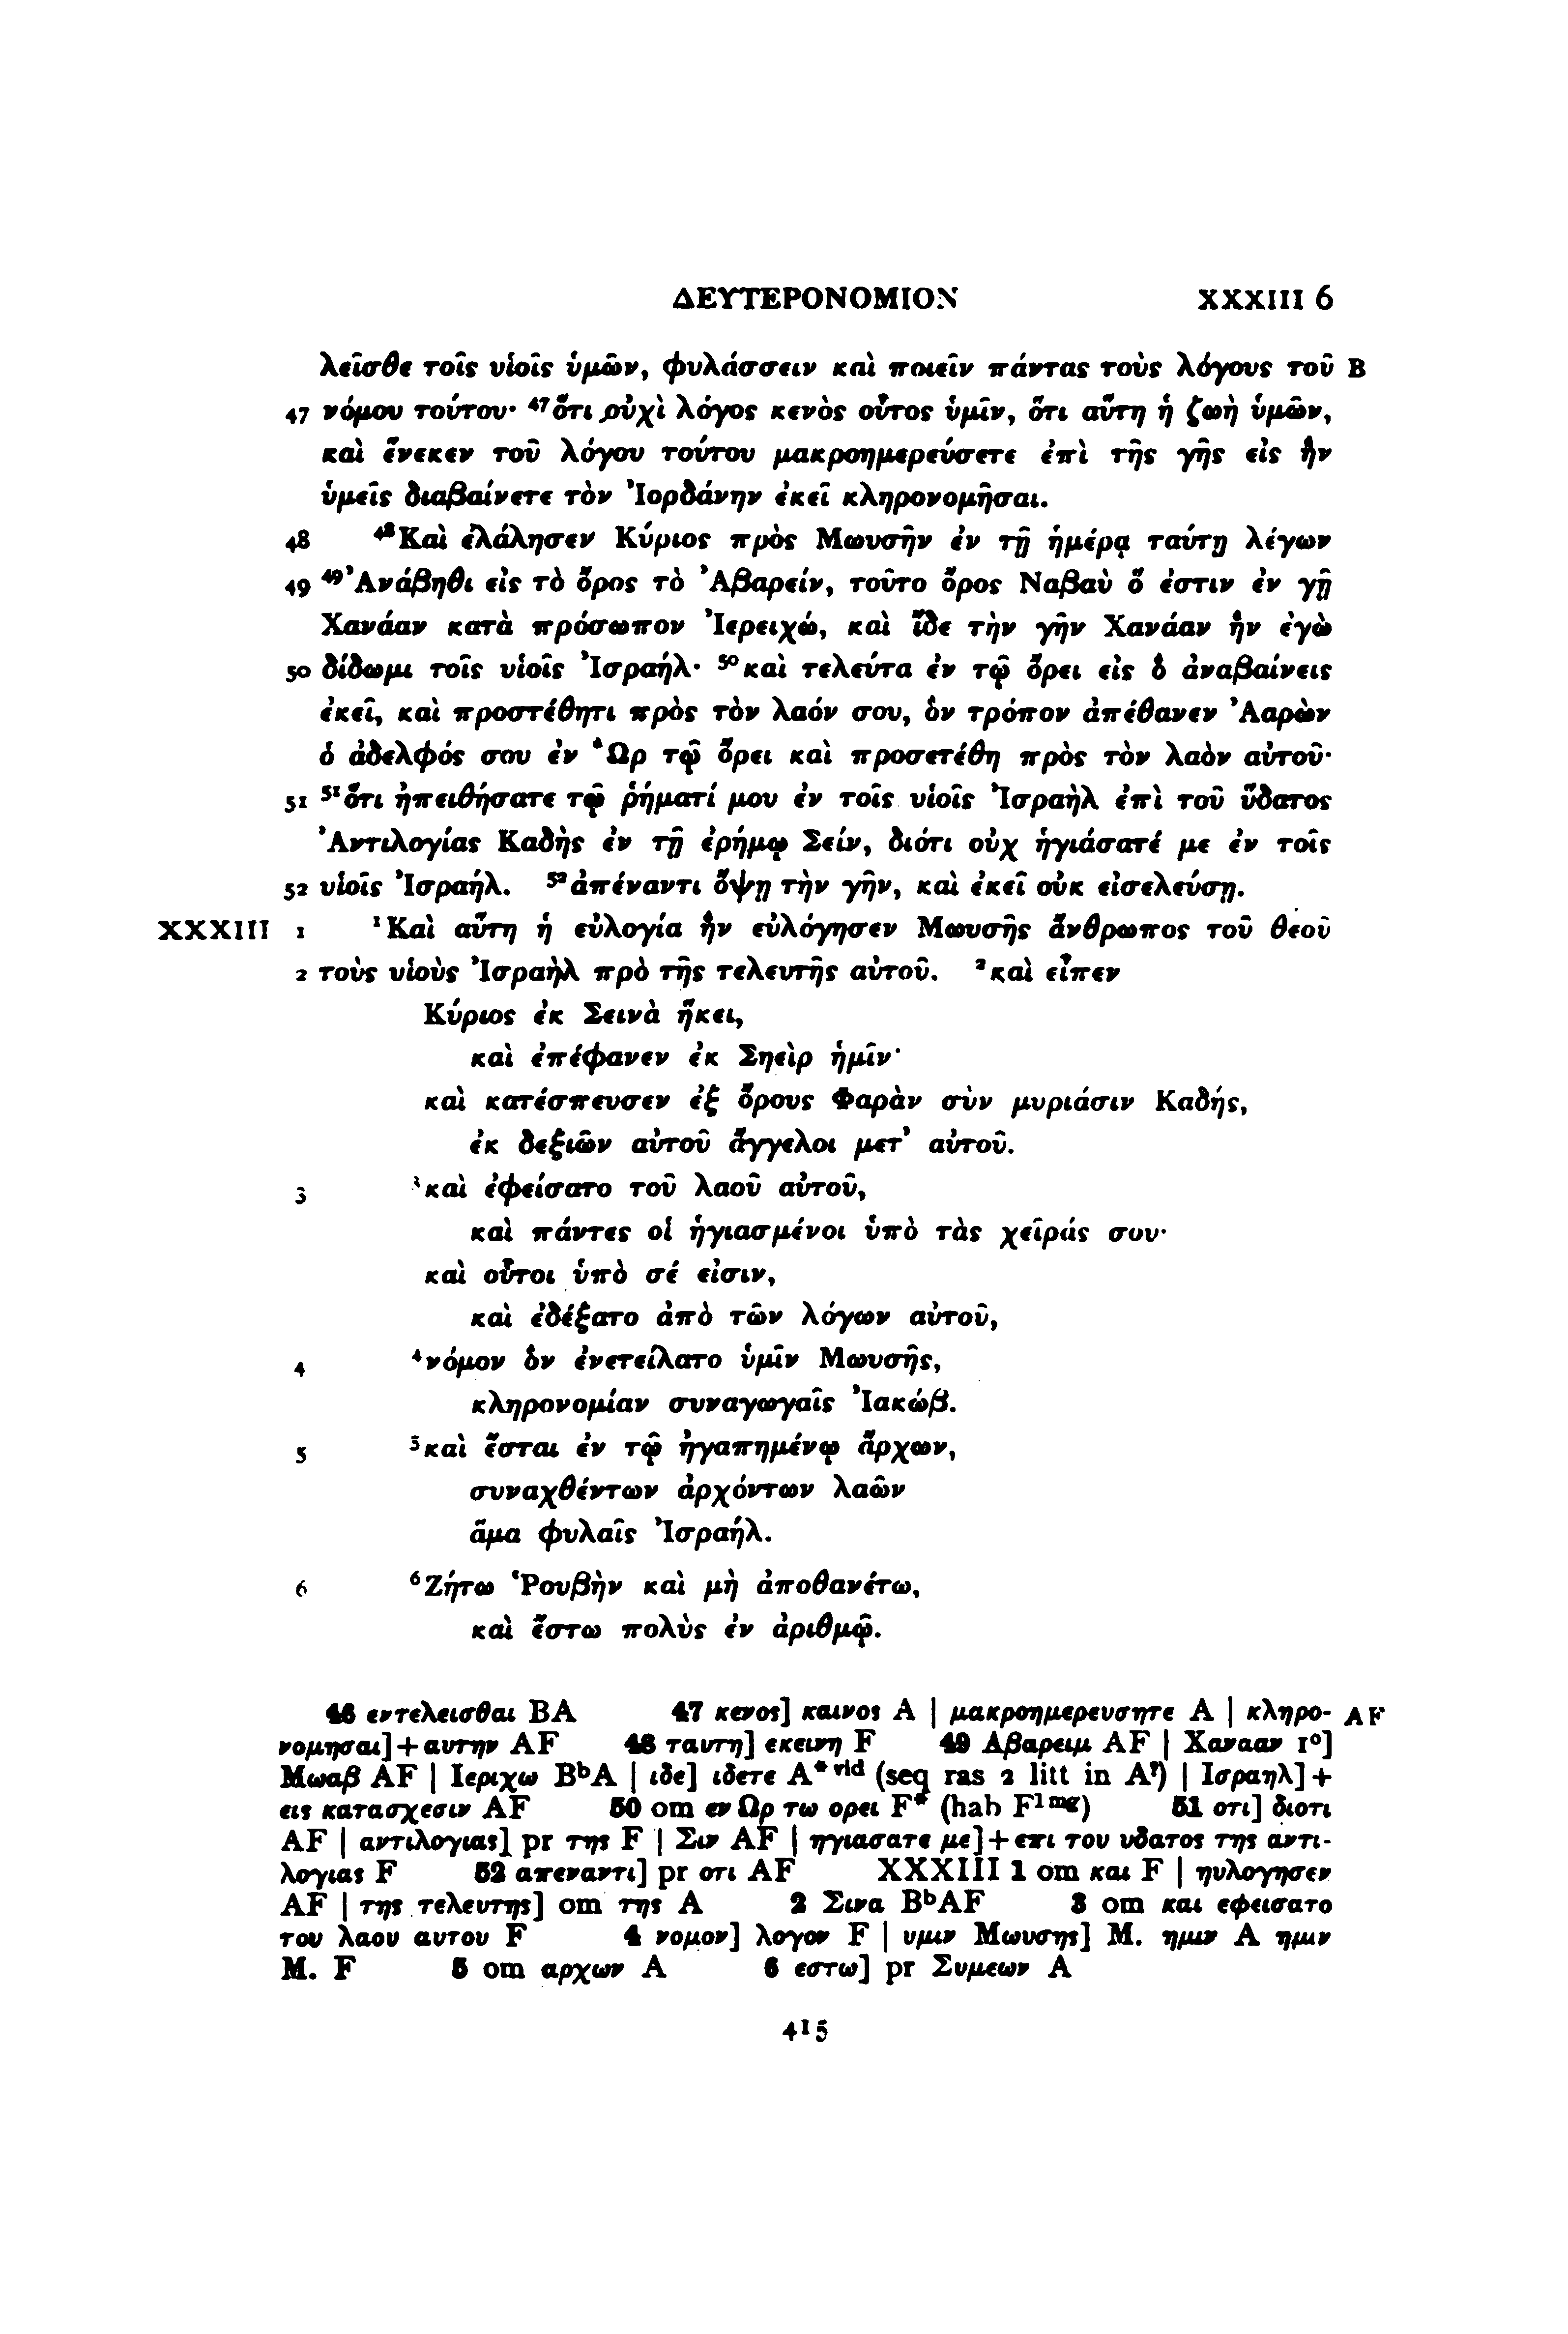 ΔΕΥΤΕΡΟΝΟΜΙΟΝ XXXIII 6
λεῖσθε τοῖς υἱοῖς ὑμῶν, φυλάσσειν καὶ ποιεῖν πάντας τοὺς λόγους τοῦ B
47 νόμου τούτου· ⁴⁷ὅτι οὐχὶ λόγος κενὸς οὗτος ὑμῖν, ὅτι αὕτη ἡ ζωὴ ὑμῶν,
καὶ ἕνεκεν τοῦ λόγου τούτου μακροημερεύσετε ἐπὶ τῆς γῆς εἰς ἣν
ὑμεῖς διαβαίνετε τὸν Ἰορδάνην ἐκεῖ κληρονομῆσαι.
48 ⁴⁸Καὶ ἐλάλησεν Κύριος πρὸς Μωυσῆν ἐν τῇ ἡμέρᾳ ταύτῃ λέγων
49 ⁴⁹Ἀνάβηθι εἰς τὸ ὄρος τὸ Ἀβαρείν, τοῦτο ὄρος Ναβαὺ ὅ ἐστιν ἐν γῇ
Χανάαν κατὰ πρόσωπον Ἰερειχώ, καὶ ἴδε τὴν γῆν Χανάαν ἣν ἐγὼ
50 δίδωμι τοῖς υἱοῖς Ἰσραήλ· ⁵⁰καὶ τελεύτα ἐν τῷ ὄρει εἰς ὃ ἀναβαίνεις
ἐκεῖ, καὶ προστέθητι πρὸς τὸν λαόν σου, ὃν τρόπον ἀπέθανεν Ἀαρὼν
ὁ ἀδελφός σου ἐν Ὢρ τῷ ὄρει καὶ προσετέθη πρὸς τὸν λαὸν αὐτοῦ·
51 ⁵¹ὅτι ἠπειθήσατε τῷ ῥήματί μου ἐν τοῖς υἱοῖς Ἰσραὴλ ἐπὶ τοῦ ὕδατος
Ἀντιλογίας Καδὴς ἐν τῇ ἐρήμῳ Σείν, διότι οὐχ ἡγιάσατέ με ἐν τοῖς
52 υἱοῖς Ἰσραήλ. ⁵²ἀπέναντι ὄψῃ τὴν γῆν, καὶ ἐκεῖ οὐκ εἰσελεύσῃ.
XXXIII 1 ¹Καὶ αὕτη ἡ εὐλογία ἣν εὐλόγησεν Μωυσῆς ἄνθρωπος τοῦ θεοῦ
2 τοὺς υἱοὺς Ἰσραὴλ πρὸ τῆς τελευτῆς αὐτοῦ. ²καὶ εἶπεν
Κύριος ἐκ Σεινὰ ἥκει,
καὶ ἐπέφανεν ἐκ Σηεὶρ ἡμῖν·
καὶ κατέσπευσεν ἐξ ὄρους Φαρὰν σὺν μυριάσιν Καδής,
ἐκ δεξιῶν αὐτοῦ ἄγγελοι μετ’ αὐτοῦ.
3 ³καὶ ἐφείσατο τοῦ λαοῦ αὐτοῦ,
καὶ πάντες οἱ ἡγιασμένοι ὑπὸ τὰς χεῖράς σου·
καὶ οὗτοι ὑπὸ σέ εἰσιν,
καὶ ἐδέξατο ἀπὸ τῶν λόγων αὐτοῦ,
4 ⁴νόμον ὃν ἐνετείλατο ὑμῖν Μωυσῆς,
κληρονομίαν συναγωγαῖς Ἰακώβ.
5 ⁵καὶ ἔσται ἐν τῷ ἠγαπημένῳ ἄρχων,
συναχθέντων ἀρχόντων λαῶν
ἅμα φυλαῖς Ἰσραήλ.
6 ⁶Ζήτω Ῥουβὴν καὶ μὴ ἀποθανέτω,
καὶ ἔστω πολὺς ἐν ἀριθμῷ.
46 εντελεισθαι BA 47 κενος] καινος A | μακροημερευσητε A | κληρο- AF
νομησαι]+αυτην AF 48 ταυτη] εκεινη F 49 Αβαρειμ AF | Χανααν 1°]
Μωαβ AF | Ιεριχω BᵇA | ιδε] ιδετε A*ᵛⁱᵈ (seq ras 2 litt in A?) | Ισραηλ]+
εις κατασχεσιν AF 50 om εν Ωρ τω ορει F* (hab F¹ᵐᵍ) 51 οτι] διοτι
AF | αντιλογιας] pr της F | Σιν AF | ηγιασατε με]+επι του υδατος της αντι-
λογιας F 52 απεναντι] pr οτι AF XXXIII 1 om και F | ηυλογησεν
AF | της τελευτης] om της A 2 Σινα BᵇAF 3 om και εφεισατο
του λαου αυτου F 4 νομον] λογον F | υμιν Μωυσης] Μ. ημιν A ημιν
Μ. F 5 om αρχων A 6 εστω] pr Συμεων A
415